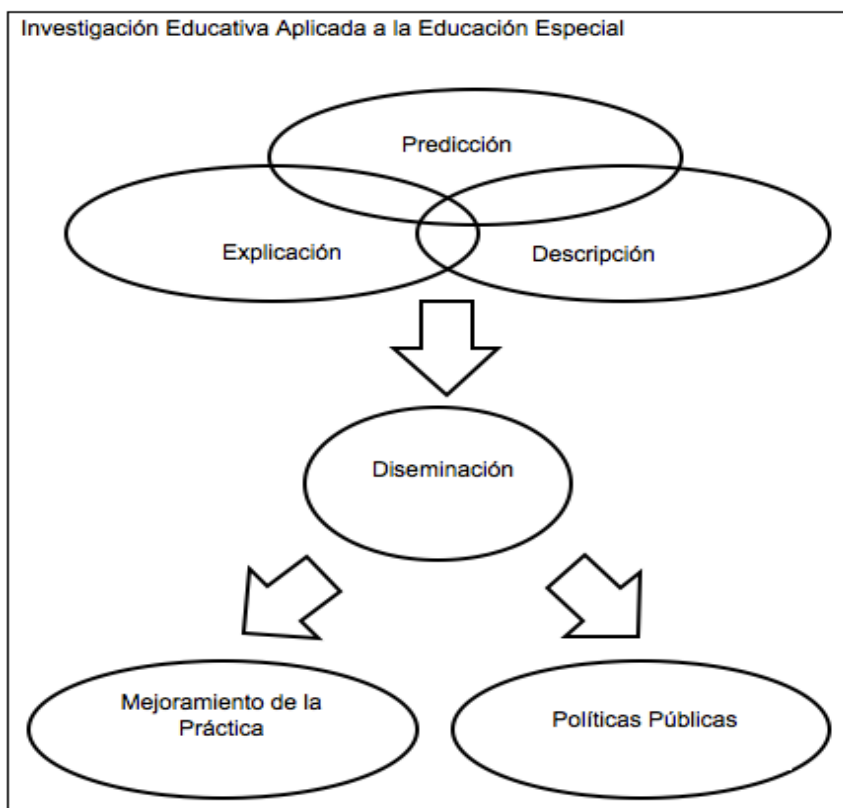 Investigación Educativa Aplicada a la Educación Especial
Predicción
Explicación
Descripción
Diseminación
Mejoramiento de la
Práctica
Políticas Públicas